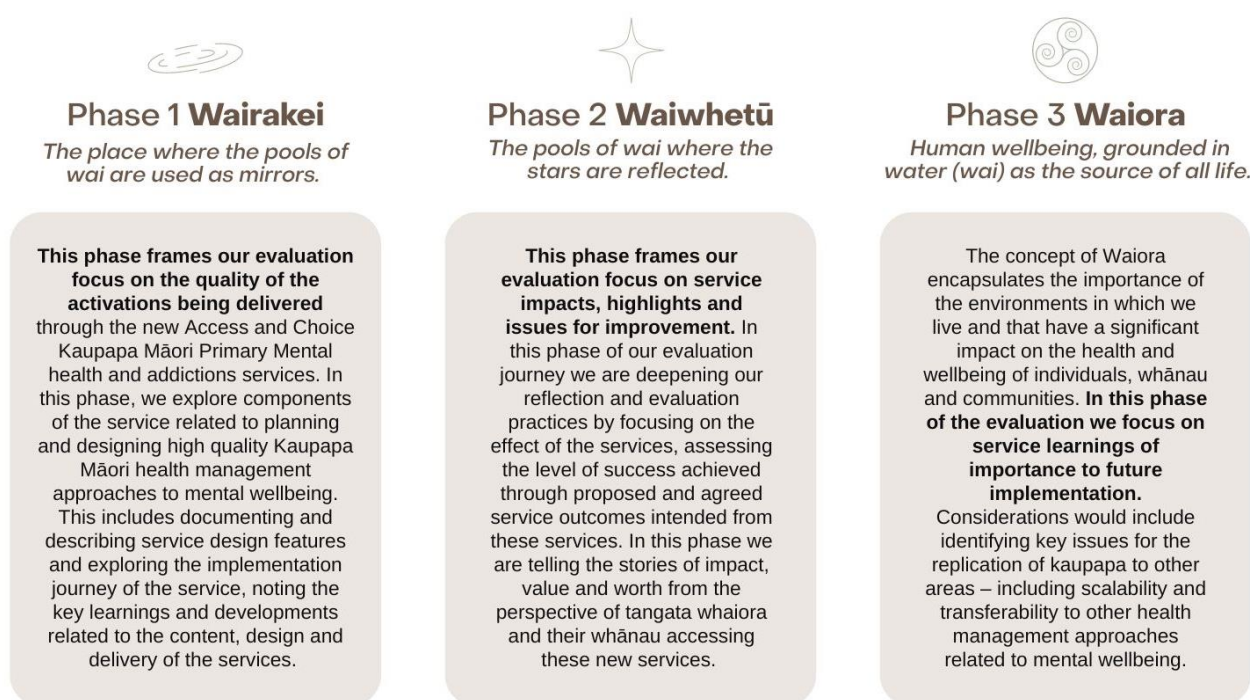 Phase 1 Wairakei
The place where the pools of
wai are used as mirrors.
This phase frames our evaluation
focus on the quality of the
activations being delivered
through the new Access and Choice
Kaupapa Māori Primary Mental
health and addictions services. In
this phase, we explore components
of the service related to planning
and designing high quality Kaupapa
Māori health management
approaches to mental wellbeing.
This includes documenting and
describing service design features
and exploring the implementation
journey of the service, noting the
key learnings and developments
related to the content, design and
delivery of the services.
Phase 2 Waiwhetū
The pools of wai where the
stars are reflected.
This phase frames our
evaluation focus on service
impacts, highlights and
issues for improvement. In
this phase of our evaluation
journey we are deepening our
reflection and evaluation
practices by focusing on the
effect of the services, assessing
the level of success achieved
through proposed and agreed
service outcomes intended from
these services. In this phase we
are telling the stories of impact,
value and worth from the
perspective of tangata whaiora
and their whānau accessing
these new services.
Phase 3 Waiora
Human wellbeing, grounded in
water (wai) as the source of all life.
The concept of Waiora
encapsulates the importance of
the environments in which we
live and that have a significant
impact on the health and
wellbeing of individuals, whānau
and communities. In this phase
of the evaluation we focus on
service learnings of
importance to future
implementation.
Considerations would include
identifying key issues for the
replication of kaupapa to other
areas – including scalability and
transferability to other health
management approaches
related to mental wellbeing.